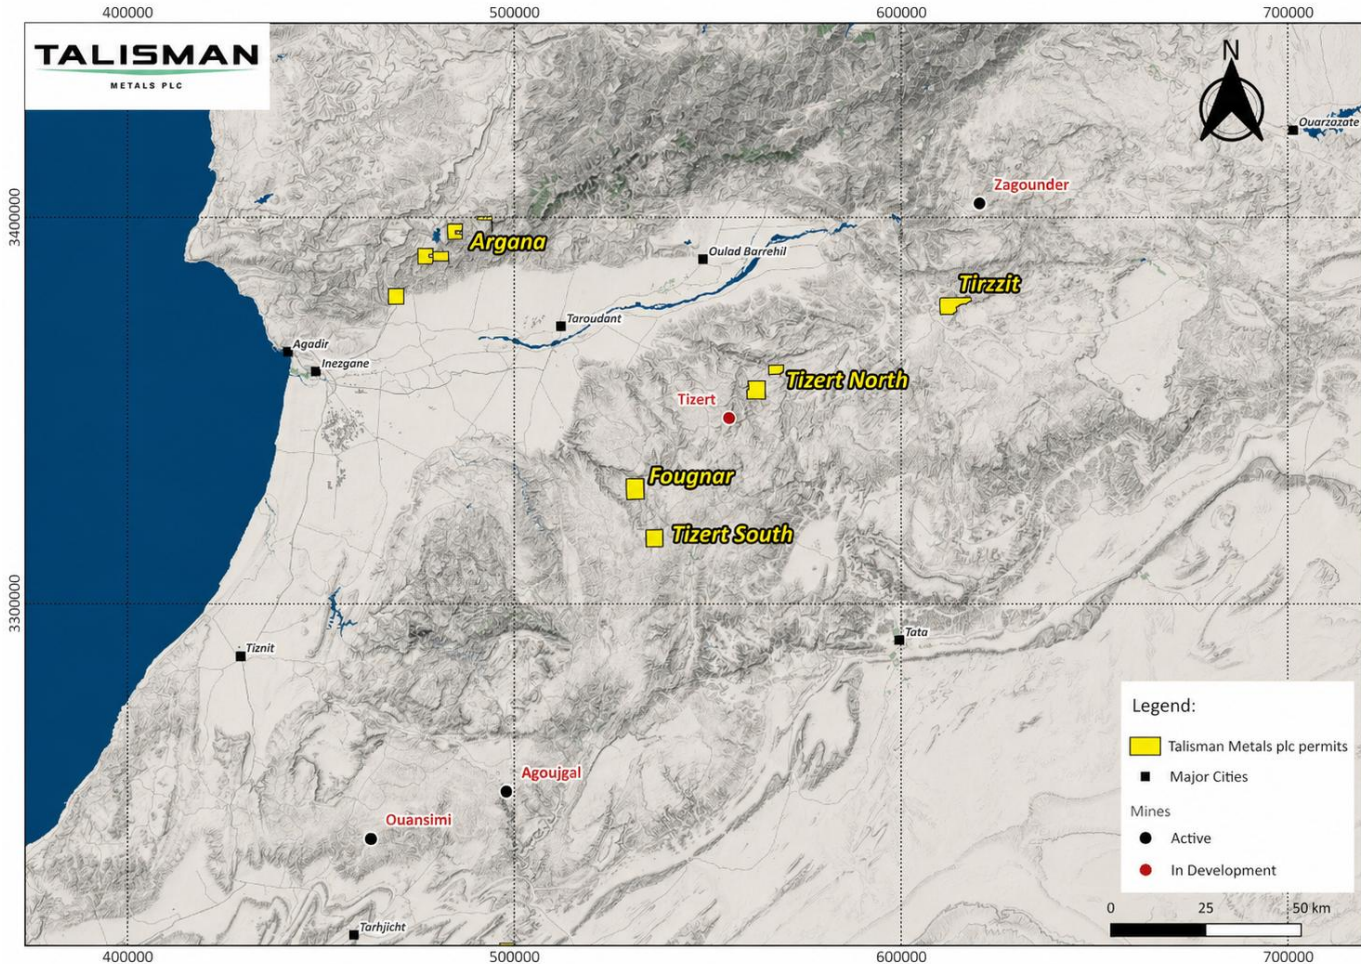 400000
500000
600000
700000
TALISMAN
METALS PLC
N
Ouarzazate
Zagounder
3400000
3400000
Argana
Oulad Barrehil
Tirzzit
Taroudant
Agadir
Inezgane
Tizert North
Tizert
Fougnar
Tizert South
3300000
3300000
Tata
Tiznit
Legend:
Talisman Metals plc permits
Major Cities
Mines
Active
In Development
Agoujgal
Ouansimi
0 25 50 km
Tarhjicht
400000
500000
600000
700000